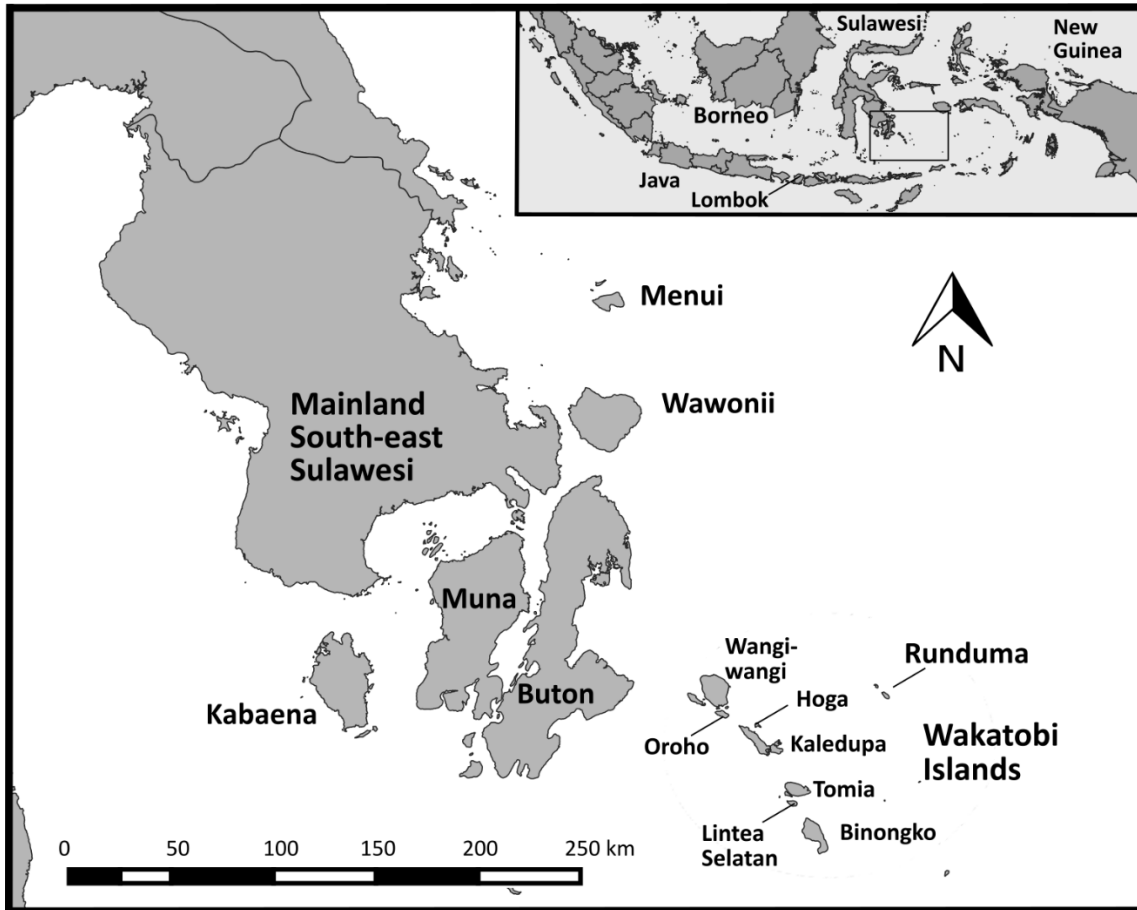 Sulawesi
New
Guinea
Borneo
Java
Lombok
Menui
N
Wawonii
Mainland
South-east
Sulawesi
Muna
Buton
Kabaena
Wangi-
wangi
Runduma
Hoga
Oroho
Kaledupa
Wakatobi
Islands
Tomia
Lintea
Selatan
Binongko
0 50 100 150 200 250 km